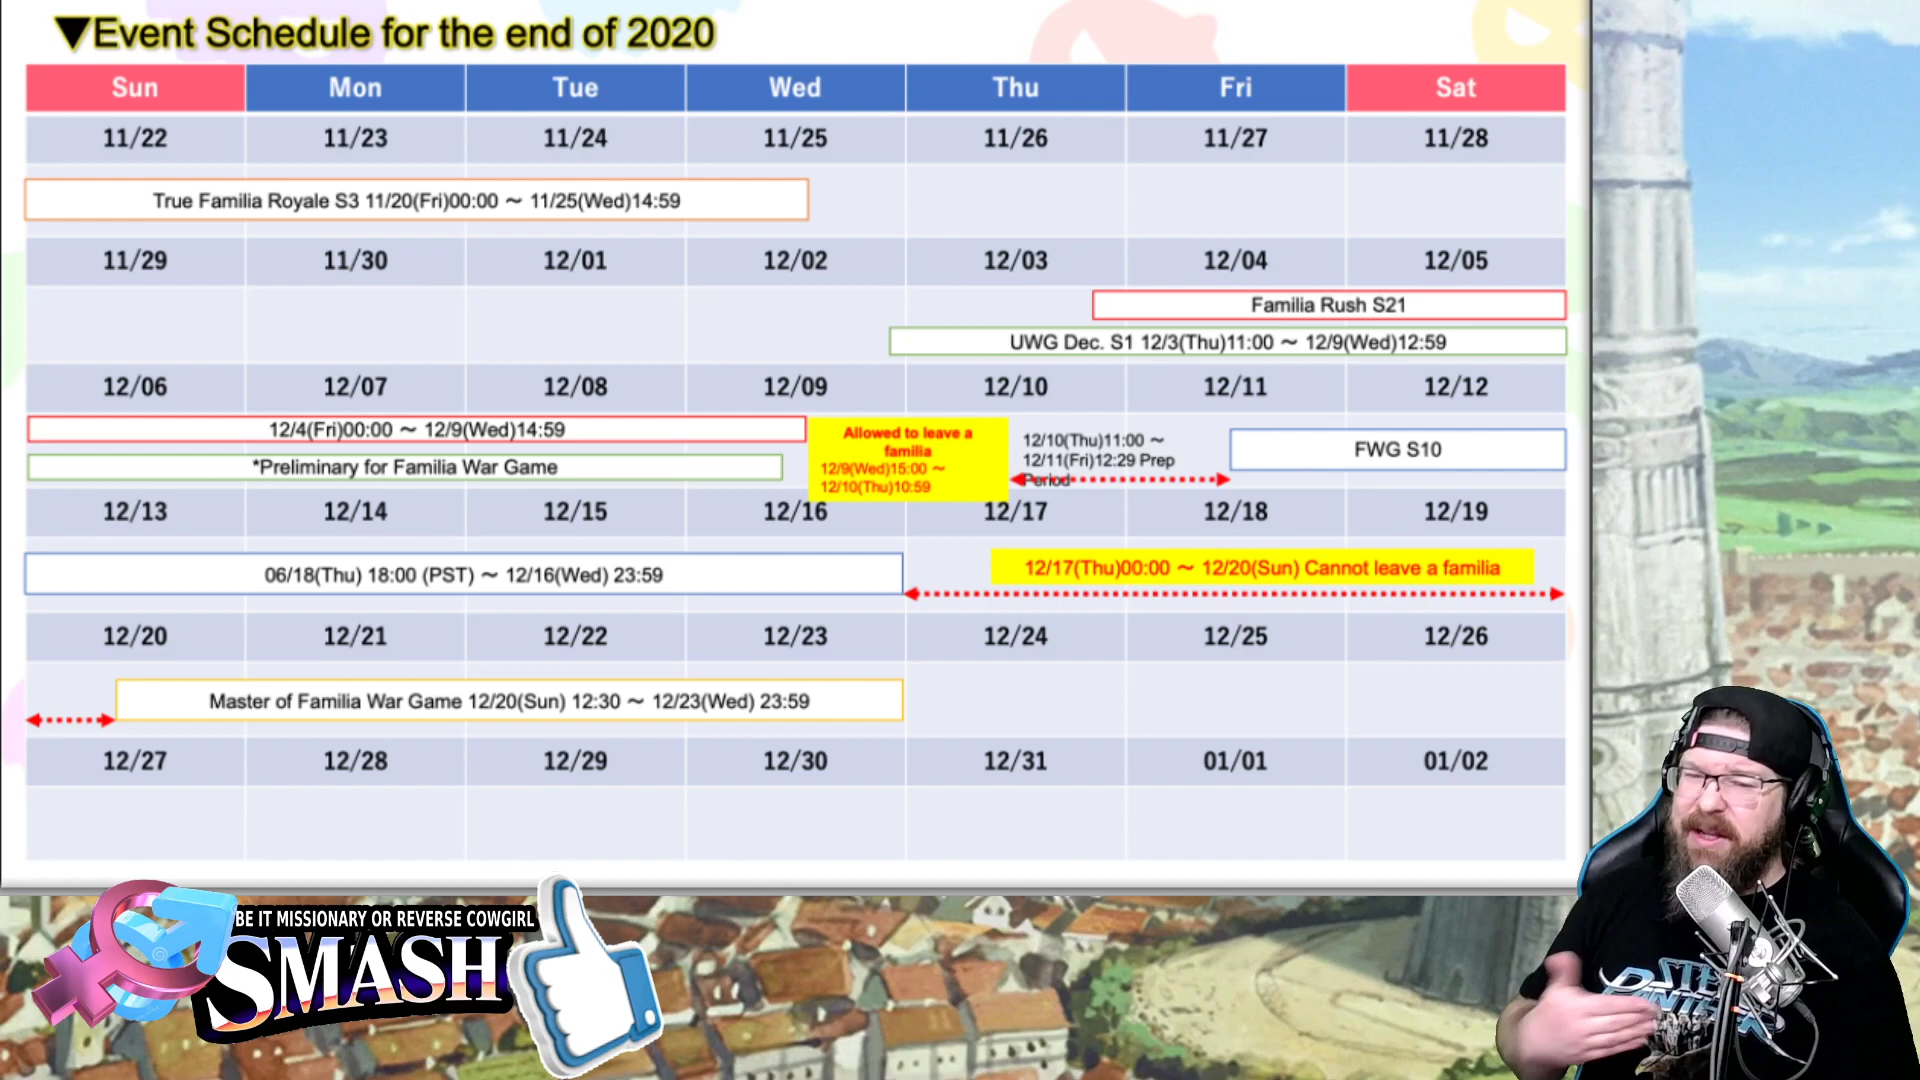 ▼Event Schedule for the end of 2020
Sun Mon Tue Wed Thu Fri Sat
11/22 11/23 11/24 11/25 11/26 11/27 11/28
True Familia Royale S3 11/20(Fri)00:00 ～ 11/25(Wed)14:59
11/29 11/30 12/01 12/02 12/03 12/04 12/05
Familia Rush S21
UWG Dec. S1 12/3(Thu)11:00 ～ 12/9(Wed)12:59
12/06 12/07 12/08 12/09 12/10 12/11 12/12
12/4(Fri)00:00 ～ 12/9(Wed)14:59
*Preliminary for Familia War Game
Allowed to leave a
familia
12/9(Wed)15:00 ～
12/10(Thu)10:59
12/10(Thu)11:00 ～
12/11(Fri)12:29 Prep
Period
FWG S10
12/13 12/14 12/15 12/16 12/17 12/18 12/19
06/18(Thu) 18:00 (PST) ～ 12/16(Wed) 23:59
12/17(Thu)00:00 ～ 12/20(Sun) Cannot leave a familia
12/20 12/21 12/22 12/23 12/24 12/25 12/26
Master of Familia War Game 12/20(Sun) 12:30 ～ 12/23(Wed) 23:59
12/27 12/28 12/29 12/30 12/31 01/01 01/02
BE IT MISSIONARY OR REVERSE COWGIRL
SMASH